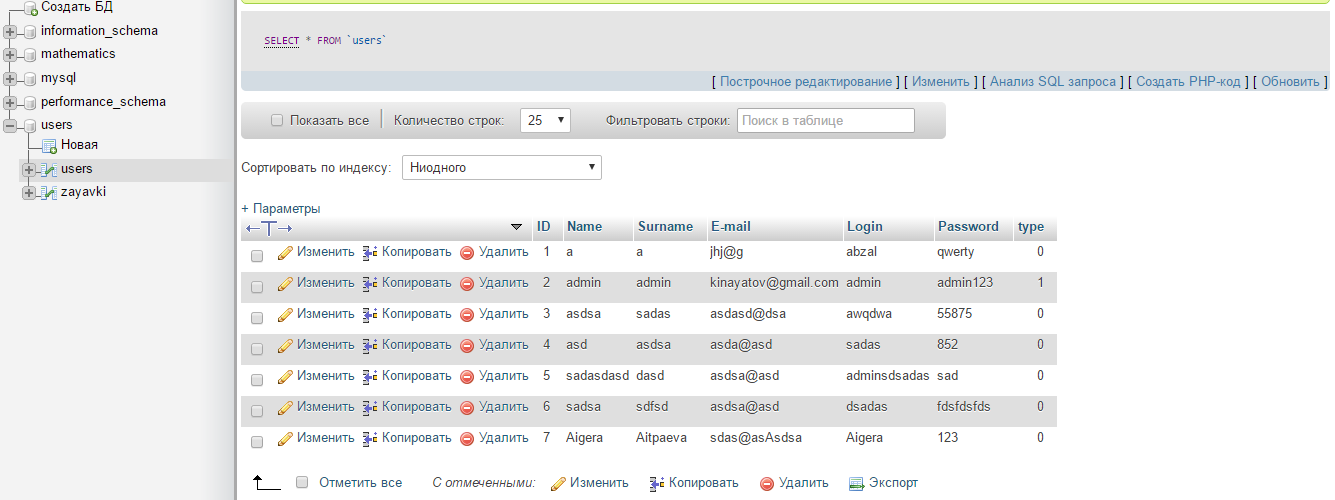 Создать БД
information_schema
mathematics
mysql
performance_schema
users
Новая
users
zayavki
SELECT * FROM `users`
[ Построчное редактирование ] [ Изменить ] [ Анализ SQL запроса ] [ Создать PHP-код ] [ Обновить ]
Показать все Количество строк: 25 Фильтровать строки: Поиск в таблице
Сортировать по индексу: Ниодного
+ Параметры
ID Name Surname E-mail Login Password type
Изменить Копировать Удалить 1 a a jhj@g abzal qwerty 0
Изменить Копировать Удалить 2 admin admin kinayatov@gmail.com admin admin123 1
Изменить Копировать Удалить 3 asdsa sadas asdasd@dsa awqdwa 55875 0
Изменить Копировать Удалить 4 asd asdsa asda@asd sadas 852 0
Изменить Копировать Удалить 5 sadasdasd dasd asdsa@asd adminsdsadas sad 0
Изменить Копировать Удалить 6 sadsa sdfsd asdsa@asd dsadas fdsfdsfds 0
Изменить Копировать Удалить 7 Aigera Aitpaeva sdas@asAsdsa Aigera 123 0
Отметить все С отмеченными: Изменить Копировать Удалить Экспорт